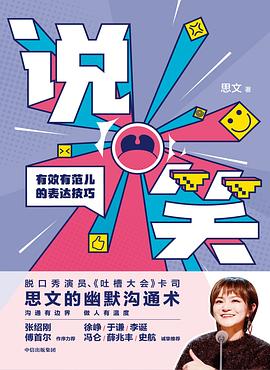 说笑
思文 著
有效有范儿
的表达技巧
脱口秀演员、《吐槽大会》卡司
思文的幽默沟通术
沟通有边界 做人有温度
张绍刚 徐峥/于谦/李诞
傅首尔 作序力荐 冯仑/薛兆丰/史航 诚挚推荐
中信出版集团